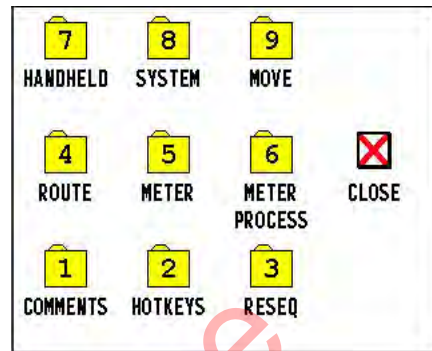 7 8 9
HANDHELD SYSTEM MOVE
4 5 6
ROUTE METER METER PROCESS CLOSE
1 2 3
COMMENTS HOTKEYS RESEQ